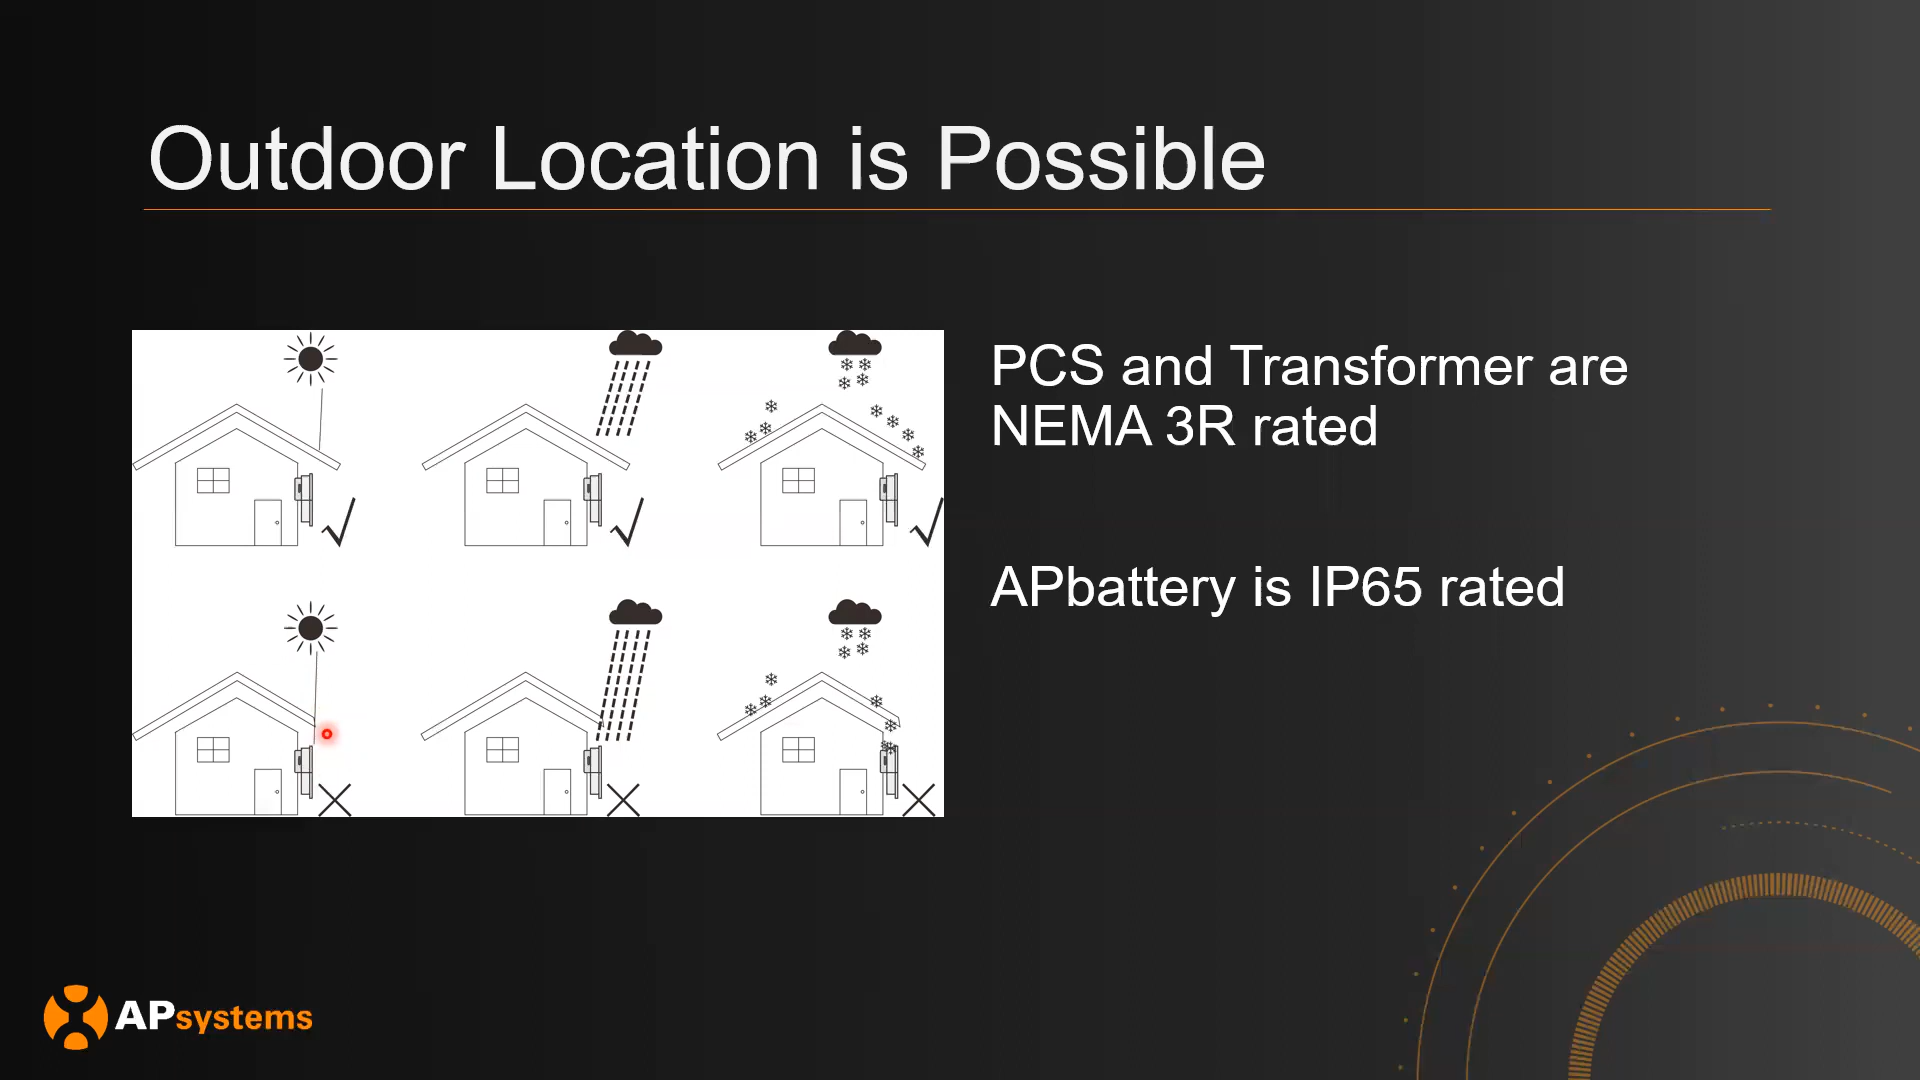 Outdoor Location is Possible
PCS and Transformer are
NEMA 3R rated
APbattery is IP65 rated
APsystems